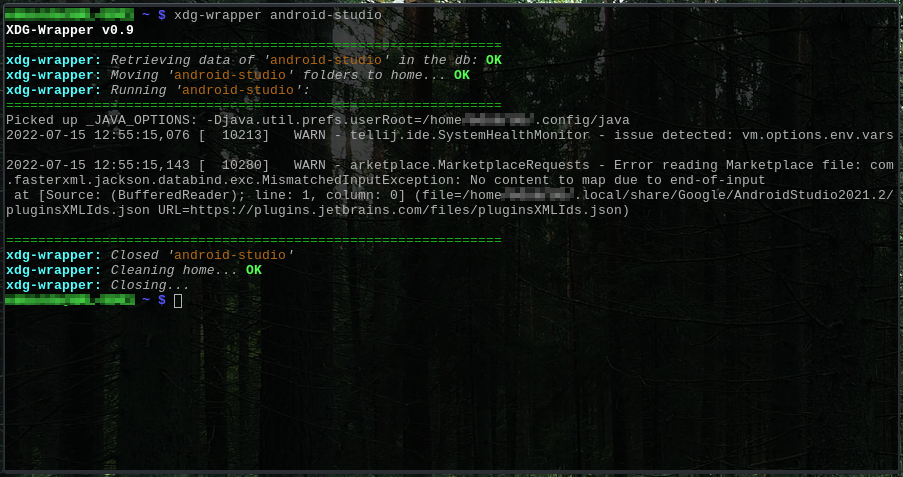 ~ $ xdg-wrapper android-studio
XDG-Wrapper v0.9
==============================================================
xdg-wrapper: Retrieving data of 'android-studio' in the db: OK
xdg-wrapper: Moving 'android-studio' folders to home... OK
xdg-wrapper: Running 'android-studio':
==============================================================
Picked up _JAVA_OPTIONS: -Djava.util.prefs.userRoot=/home .config/java
2022-07-15 12:55:15,076 [  10213]   WARN - tellij.ide.SystemHealthMonitor - issue detected: vm.options.env.vars
2022-07-15 12:55:15,143 [  10280]   WARN - arketplace.MarketplaceRequests - Error reading Marketplace file: com
.fasterxml.jackson.databind.exc.MismatchedInputException: No content to map due to end-of-input
 at [Source: (BufferedReader); line: 1, column: 0] (file=/home .local/share/Google/AndroidStudio2021.2/
pluginsXMLIds.json URL=https://plugins.jetbrains.com/files/pluginsXMLIds.json)
==============================================================
xdg-wrapper: Closed 'android-studio'
xdg-wrapper: Cleaning home... OK
xdg-wrapper: Closing...
~ $